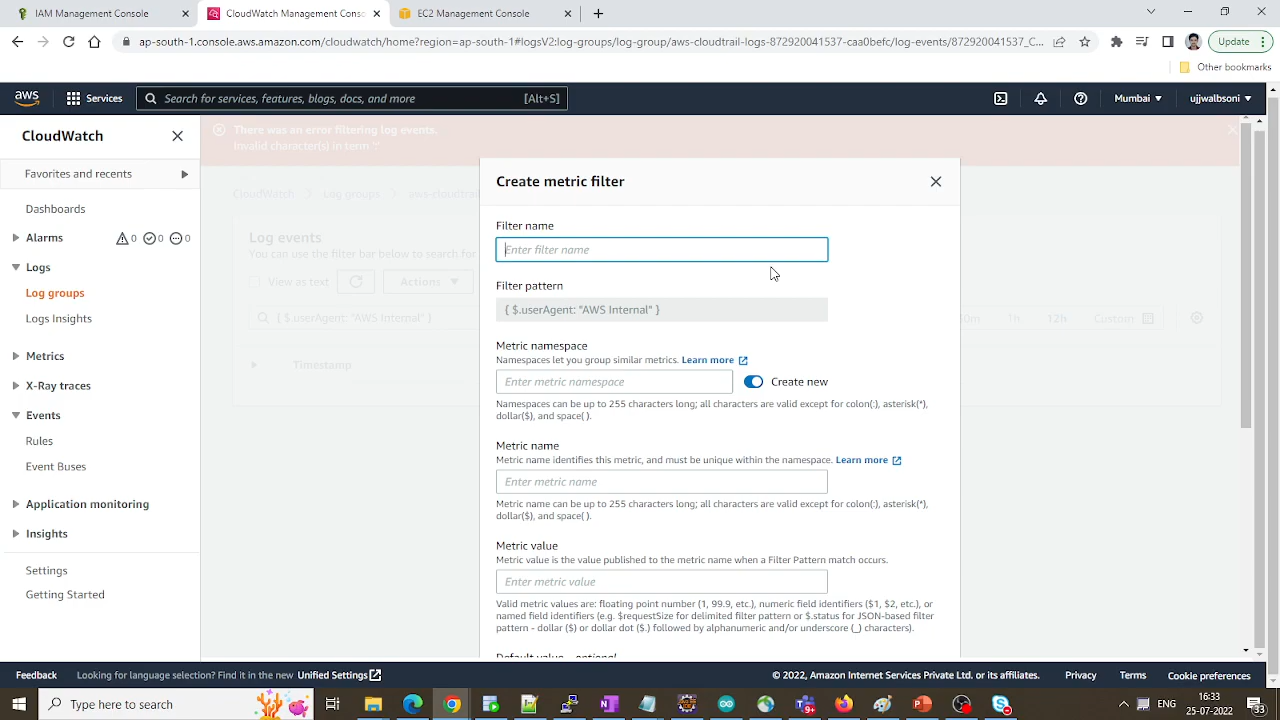 IAM Management Console
CloudWatch Management Conso
EC2 Management Console
ap-south-1.console.aws.amazon.com/cloudwatch/home?region=ap-south-1#logsV2:log-groups/log-group/aws-cloudtrail-logs-872920041537-caa0befc/log-events/872920041537_C...
Update
Other bookmarks
aws
Services
Search for services, features, blogs, docs, and more
[Alt+S]
Mumbai
ujjwalbson
CloudWatch
Favorites and recents
Dashboards
Alarms
0
0
0
Logs
Log groups
Logs Insights
Metrics
X-Ray traces
Events
Rules
Event Buses
Application monitoring
Insights
Settings
Getting Started
There was an error filtering log events.
Invalid character(s) in term ':'
CloudWatch
Log groups
aws-cloudtrail
Log events
You can use the filter bar below to search for
View as text
Actions
{ $.userAgent: "AWS Internal" }
30m
1h
12h
Custom
Timestamp
Create metric filter
Filter name
Enter filter name
Filter pattern
{ $.userAgent: "AWS Internal" }
Metric namespace
Namespaces let you group similar metrics. Learn more
Enter metric namespace
Create new
Namespaces can be up to 255 characters long; all characters are valid except for colon(:), asterisk(*),
dollar($), and space( ).
Metric name
Metric name identifies this metric, and must be unique within the namespace. Learn more
Enter metric name
Metric name can be up to 255 characters long; all characters are valid except for colon(:), asterisk(*),
dollar($), and space( ).
Metric value
Metric value is the value published to the metric name when a Filter Pattern match occurs.
Enter metric value
Valid metric values are: floating point number (1, 99.9, etc.), numeric field identifiers ($1, $2, etc.), or
named field identifiers (e.g. $requestSize for delimited filter pattern or $.status for JSON-based filter
pattern - dollar ($) or dollar dot ($.) followed by alphanumeric and/or underscore (_) characters).
Default value - optional
Feedback
Looking for language selection? Find it in the new Unified Settings
© 2022, Amazon Internet Services Private Ltd. or its affiliates.
Privacy
Terms
Cookie preferences
Type here to search
16:33